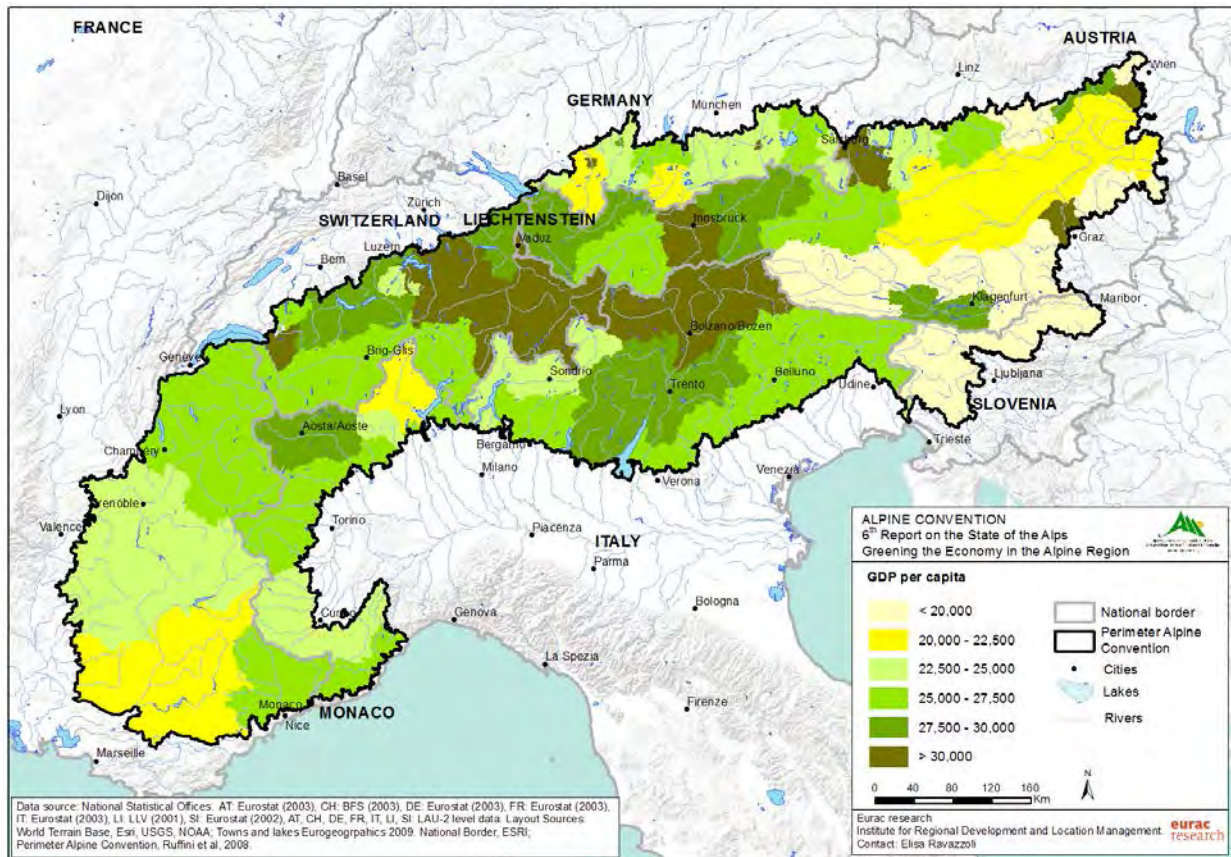 FRANCE
AUSTRIA
Linz
Wien
GERMANY
München
Salzburg
Basel
Dijon
Zürich
SWITZERLAND
LIECHTENSTEIN
Innsbruck
Luzern
Vaduz
Graz
Bern
Klagenfurt
Maribor
Bolzano/Bozen
Genève
Brig-Glis
Sondrio
Belluno
Ljubljana
Trento
Udine
SLOVENIA
Lyon
Aosta/Aoste
Trieste
Chambéry
Bergamo
Milano
Venezia
Verona
Grenoble
Valence
Torino
Piacenza
ITALY
Parma
Cuneo
Genova
Bologna
La Spezia
Monaco
MONACO
Firenze
Nice
Marseille
ALPINE CONVENTION
6th Report on the State of the Alps
Greening the Economy in the Alpine Region
GDP per capita
< 20,000
20,000 - 22,500
22,500 - 25,000
25,000 - 27,500
27,500 - 30,000
> 30,000
National border
Perimeter Alpine
Convention
Cities
Lakes
Rivers
N
0 40 80 120 160
Km
Eurac research
Institute for Regional Development and Location Management
Contact: Elisa Ravazzoli
eurac
research
Data source: National Statistical Offices. AT: Eurostat (2003), CH: BFS (2003), DE: Eurostat (2003), FR: Eurostat (2003),
IT: Eurostat (2003), LI: LLV (2001), SI: Eurostat (2002), AT, CH, DE, FR, IT, LI, SI: LAU-2 level data. Layout Sources:
World Terrain Base, Esri, USGS, NOAA; Towns and lakes Eurogeorpahics 2009. National Border, ESRI;
Perimeter Alpine Convention, Ruffini et al, 2008.